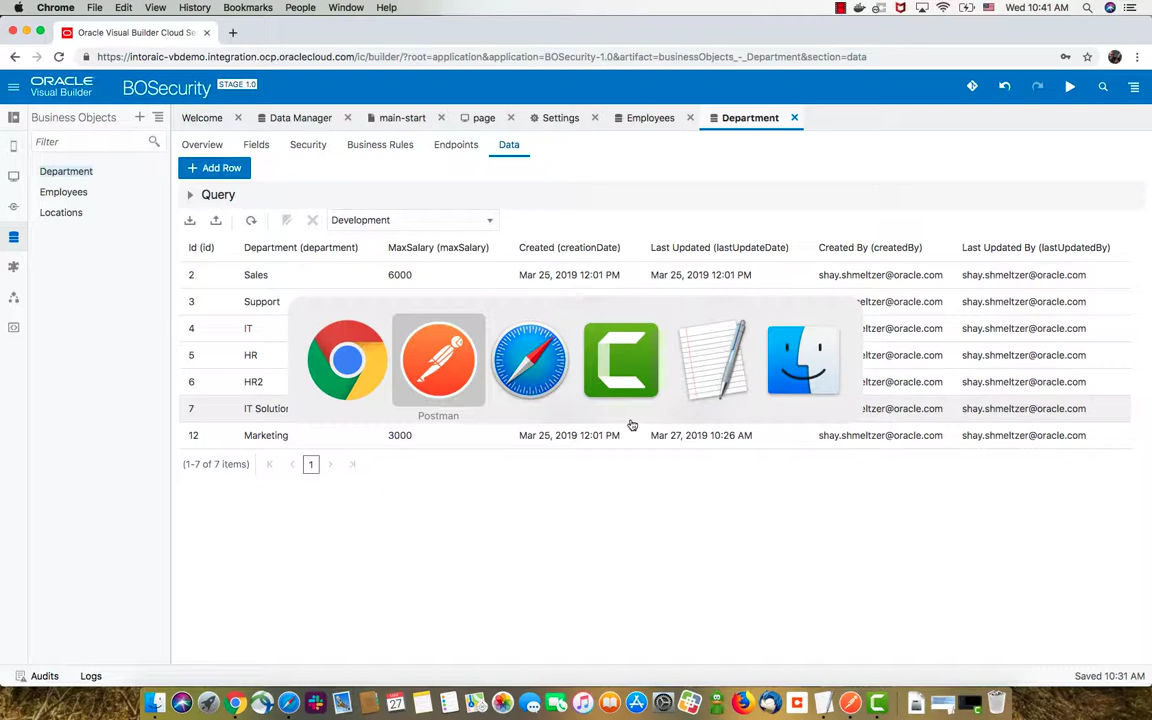 Chrome File Edit View History Bookmarks People Window Help Wed 10:41 AM
Oracle Visual Builder Cloud Se
https://intoraic-vbdemo.integration.ocp.oraclecloud.com/ic/builder/?root=application&application=BOSecurity-1.0&artifact=businessObjects_-_Department&section=data
ORACLE
Visual Builder
BOSecurity STAGE 1.0
Business Objects
Welcome Data Manager main-start page Settings Employees Department
Filter
Overview Fields Security Business Rules Endpoints Data
Department
Employees
Locations
+ Add Row
Query
Development
Id (id) Department (department) MaxSalary (maxSalary) Created (creationDate) Last Updated (lastUpdateDate) Created By (createdBy) Last Updated By (lastUpdatedBy)
2 Sales 6000 Mar 25, 2019 12:01 PM Mar 25, 2019 12:01 PM shay.shmeltzer@oracle.com shay.shmeltzer@oracle.com
3 Support shay.shmeltzer@oracle.com
4 IT shay.shmeltzer@oracle.com
5 HR shay.shmeltzer@oracle.com
6 HR2 shay.shmeltzer@oracle.com
7 IT Solution shay.shmeltzer@oracle.com
Postman
12 Marketing 3000 Mar 25, 2019 12:01 PM Mar 27, 2019 10:26 AM shay.shmeltzer@oracle.com shay.shmeltzer@oracle.com
(1-7 of 7 items) 1
Audits Logs Saved 10:31 AM